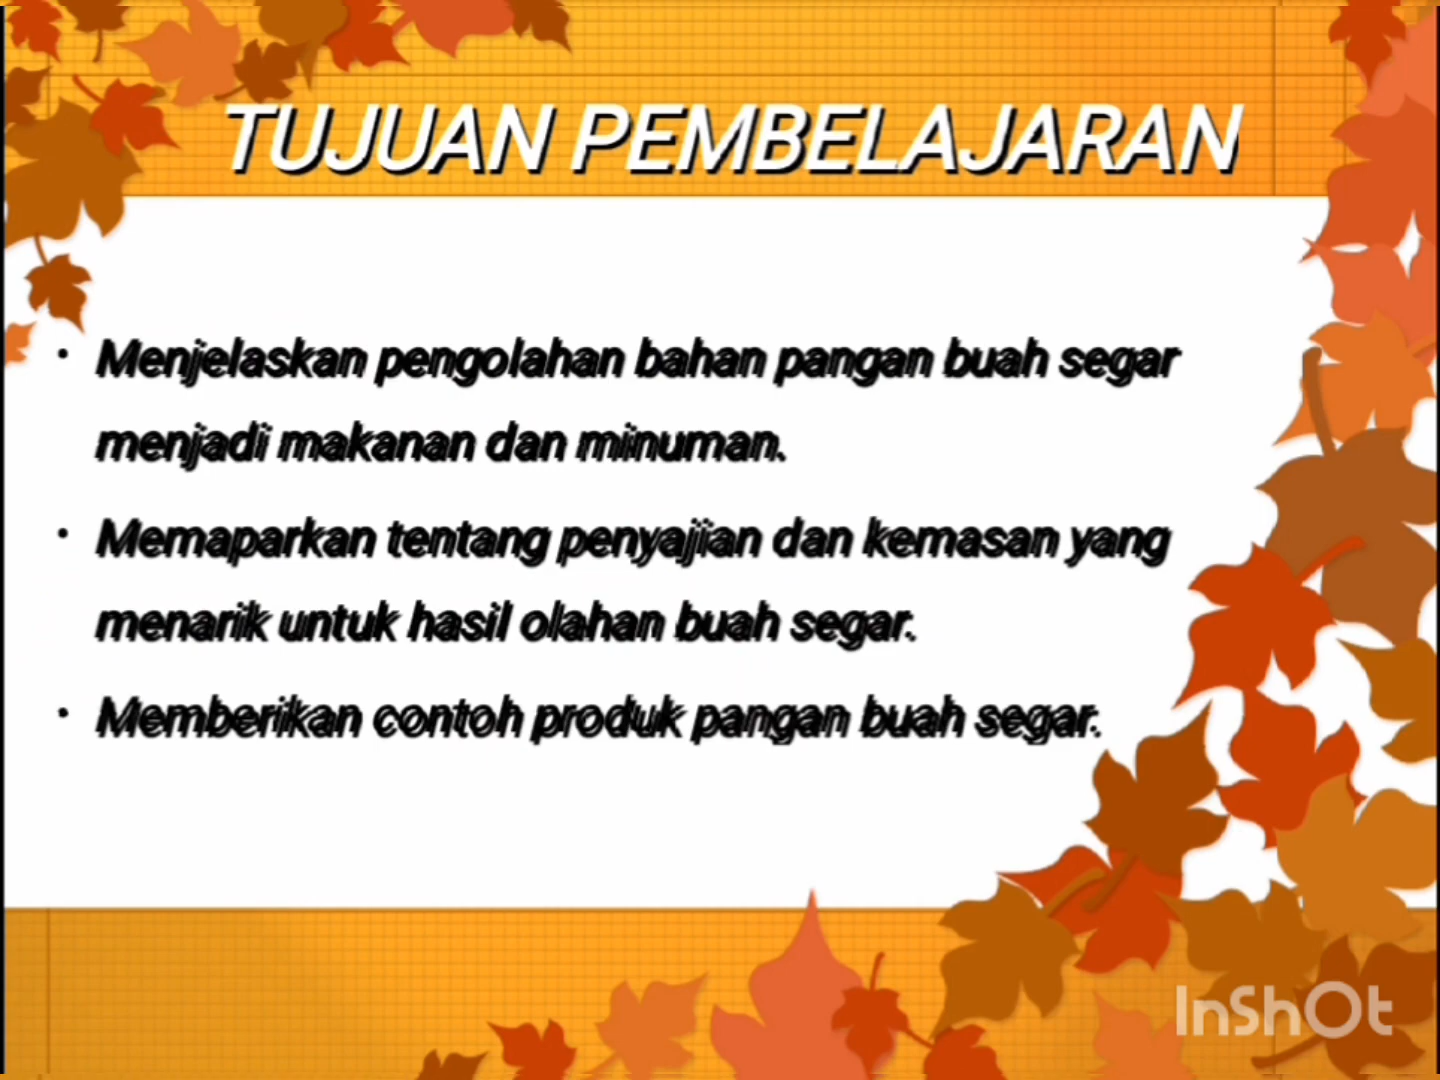 TUJUAN PEMBELAJARAN
• Menjelaskan pengolahan bahan pangan buah segar
menjadi makanan dan minuman.
• Memaparkan tentang penyajian dan kemasan yang
menarik untuk hasil olahan buah segar.
• Memberikan contoh produk pangan buah segar.
InShOt